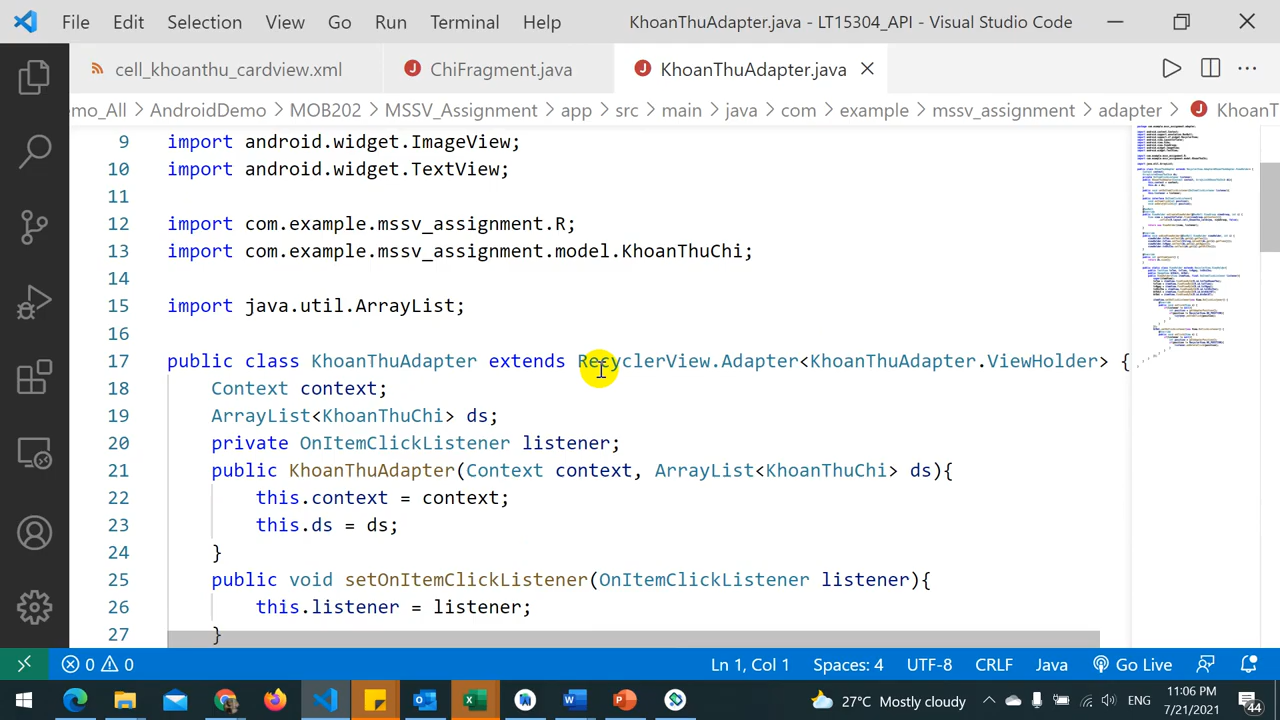 File Edit Selection View Go Run Terminal Help KhoanThuAdapter.java - LT15304_API - Visual Studio Code
cell_khoanthu_cardview.xml ChiFragment.java KhoanThuAdapter.java
mo_All > AndroidDemo > MOB202 > MSSV_Assignment > app > src > main > java > com > example > mssv_assignment > adapter > KhoanT
9 import android.widget.ImageView;
10 import android.widget.TextView;
11
12 import com.example.mssv_assignment.R;
13 import com.example.mssv_assignment.model.KhoanThuChi;
14
15 import java.util.ArrayList;
16
17 public class KhoanThuAdapter extends RecyclerView.Adapter<KhoanThuAdapter.ViewHolder> {
18 Context context;
19 ArrayList<KhoanThuChi> ds;
20 private OnItemClickListener listener;
21 public KhoanThuAdapter(Context context, ArrayList<KhoanThuChi> ds){
22 this.context = context;
23 this.ds = ds;
24 }
25 public void setOnItemClickListener(OnItemClickListener listener){
26 this.listener = listener;
27 }
0 0 Ln 1, Col 1 Spaces: 4 UTF-8 CRLF Java Go Live
27°C Mostly cloudy ENG 11:06 PM
7/21/2021 44